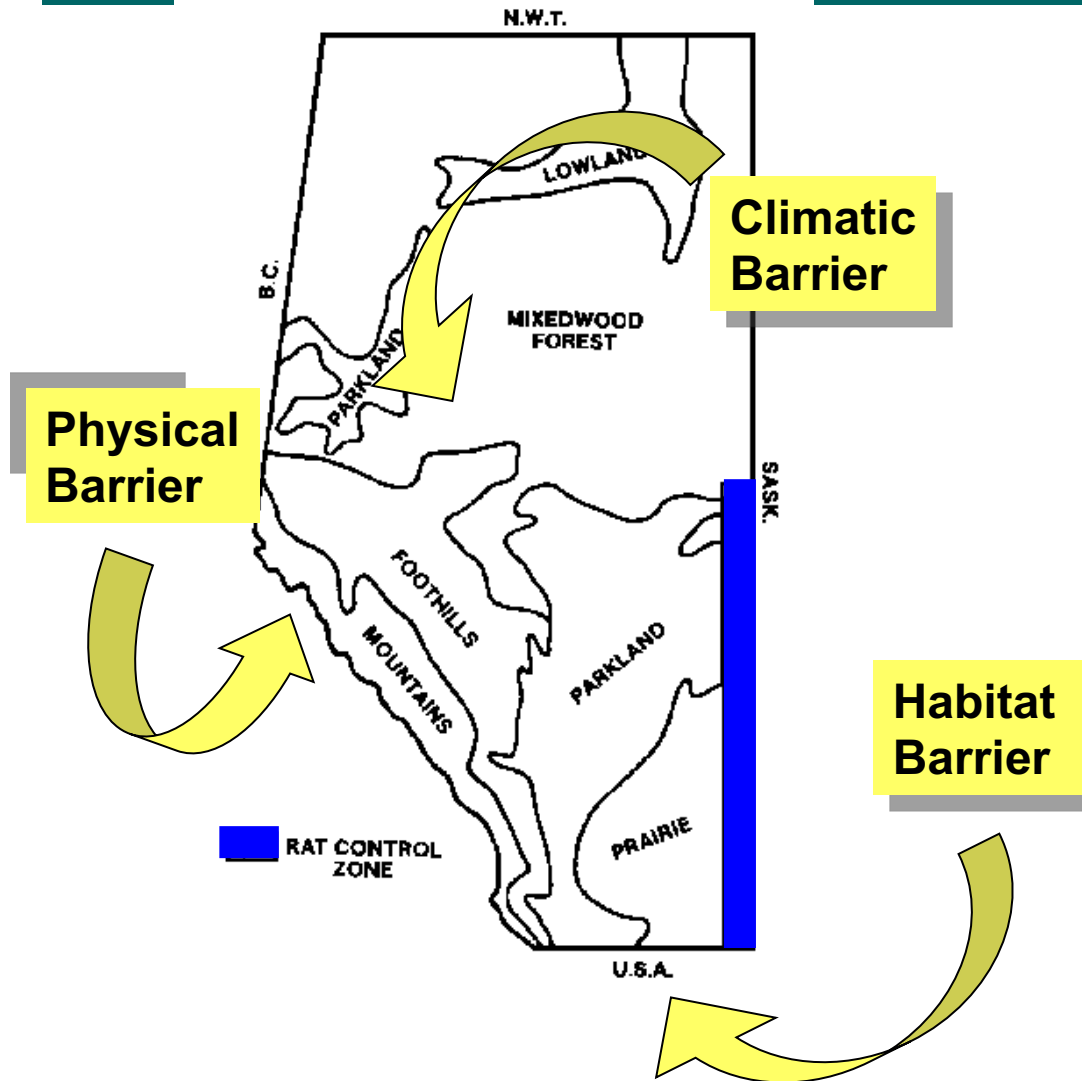 N.W.T.
LOWLAND
Climatic
Barrier
B.C.
MIXEDWOOD
FOREST
PARKLAND
Physical
Barrier
SASK.
FOOTHILLS
MOUNTAINS
PARKLAND
Habitat
Barrier
PRAIRIE
RAT CONTROL
ZONE
U.S.A.